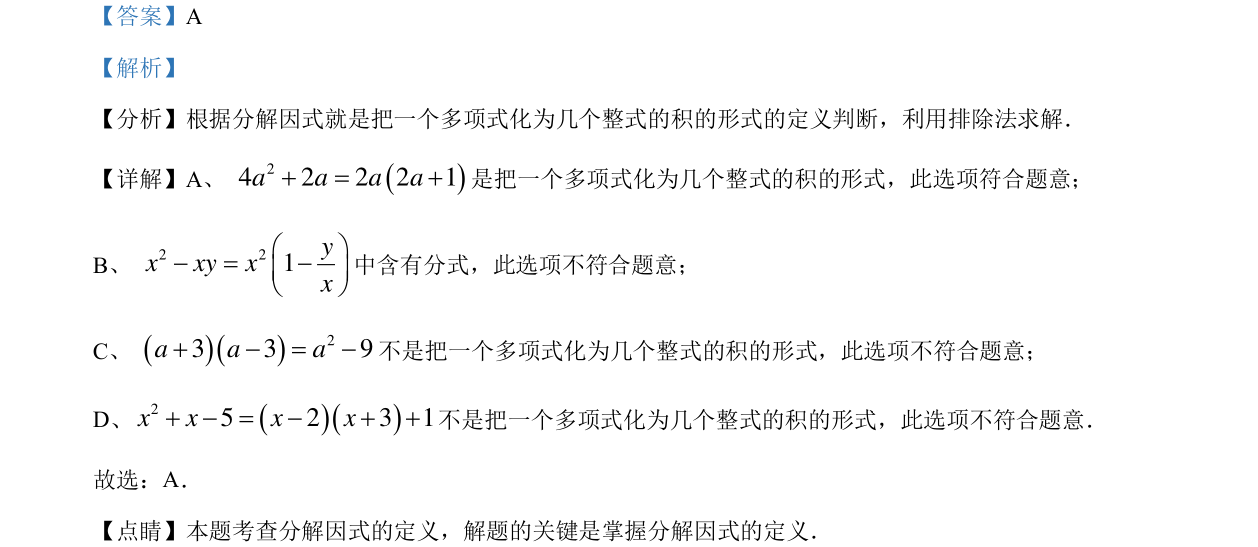 【答案】A
【解析】
【分析】根据分解因式就是把一个多项式化为几个整式的积的形式的定义判断，利用排除法求解．
【详解】A、 4a² + 2a = 2a(2a+1) 是把一个多项式化为几个整式的积的形式，此选项符合题意；
B、 x² − xy = x²(1 − y/x) 中含有分式，此选项不符合题意；
C、 (a+3)(a−3) = a² − 9 不是把一个多项式化为几个整式的积的形式，此选项不符合题意；
D、x² + x − 5 = (x−2)(x+3)+1 不是把一个多项式化为几个整式的积的形式，此选项不符合题意．
故选：A．
【点睛】本题考查分解因式的定义，解题的关键是掌握分解因式的定义．